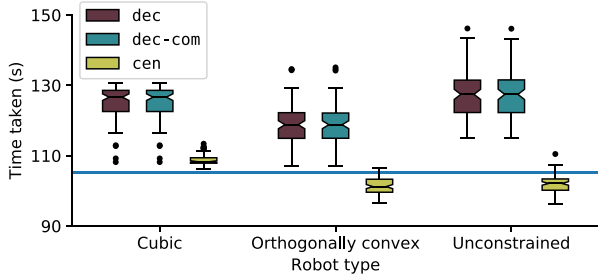 dec
dec-com
cen
150
130
110
90
Time taken (s)
Cubic
Orthogonally convex
Unconstrained
Robot type